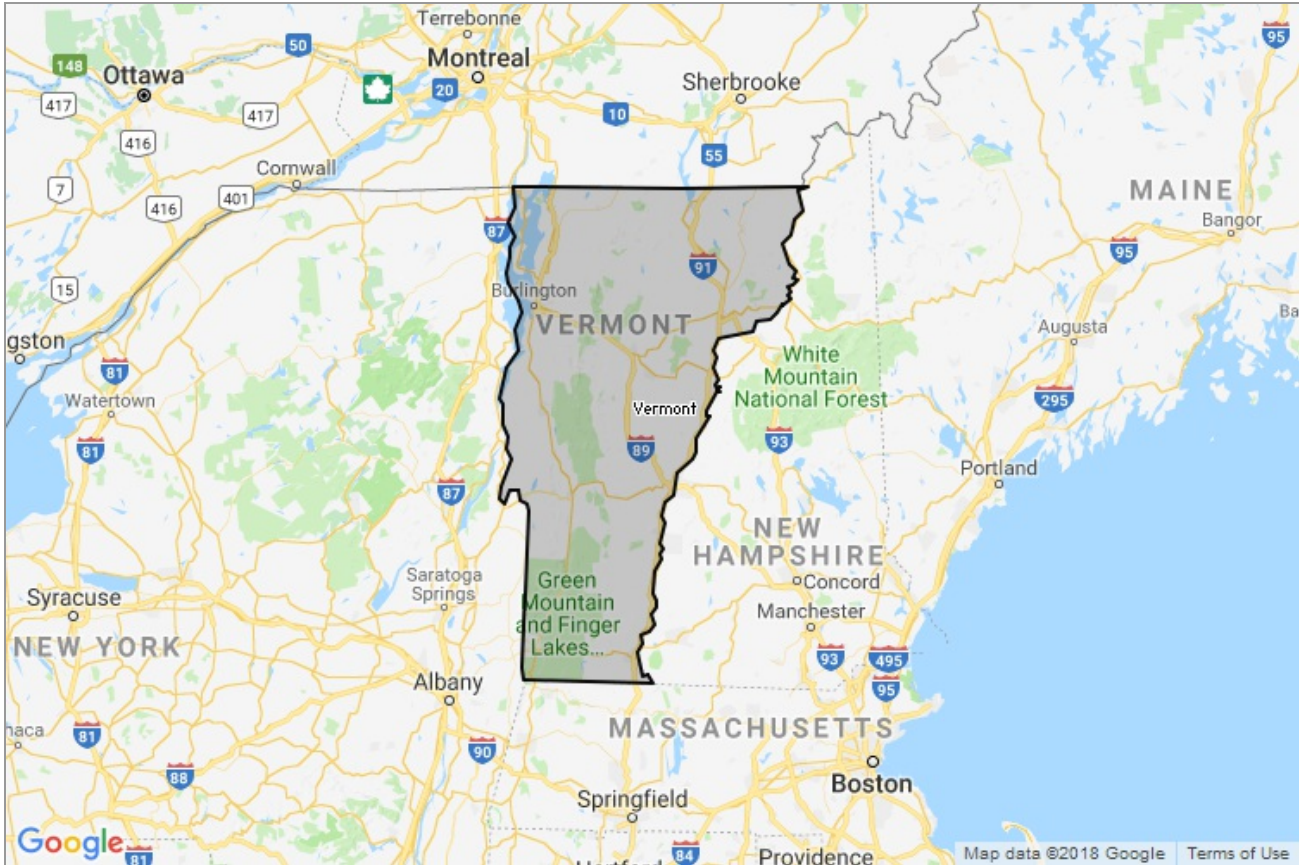 95
Terrebonne
50
148
Montreal
Ottawa
Sherbrooke
20
417
417
10
416
55
Cornwall
7
401
MAINE
416
Bangor
87
95
91
15
Burlington
VERMONT
Augusta
gston
White
Mountain
National Forest
81
Watertown
295
Vermont
93
81
89
Portland
87
NEW
HAMPSHIRE
Saratoga
Springs
Green
Mountain
and Finger
Lakes...
Concord
Syracuse
Manchester
NEW YORK
93
495
95
Albany
MASSACHUSETTS
81
90
88
Boston
Springfield
Google
81
84
Providence
Map data ©2018 Google
Terms of Use